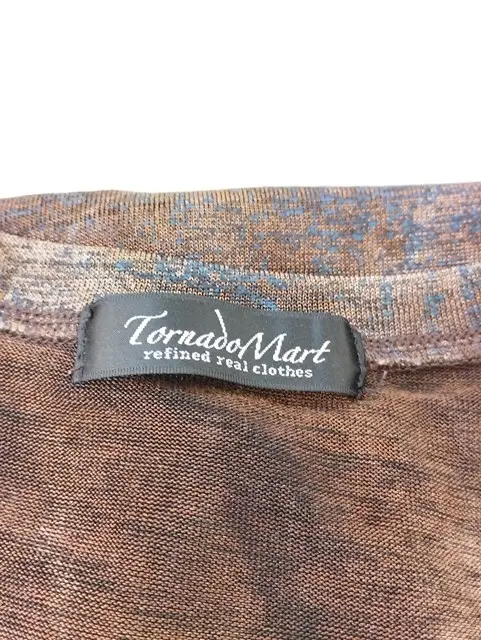 TornadoMart
refined real clothes